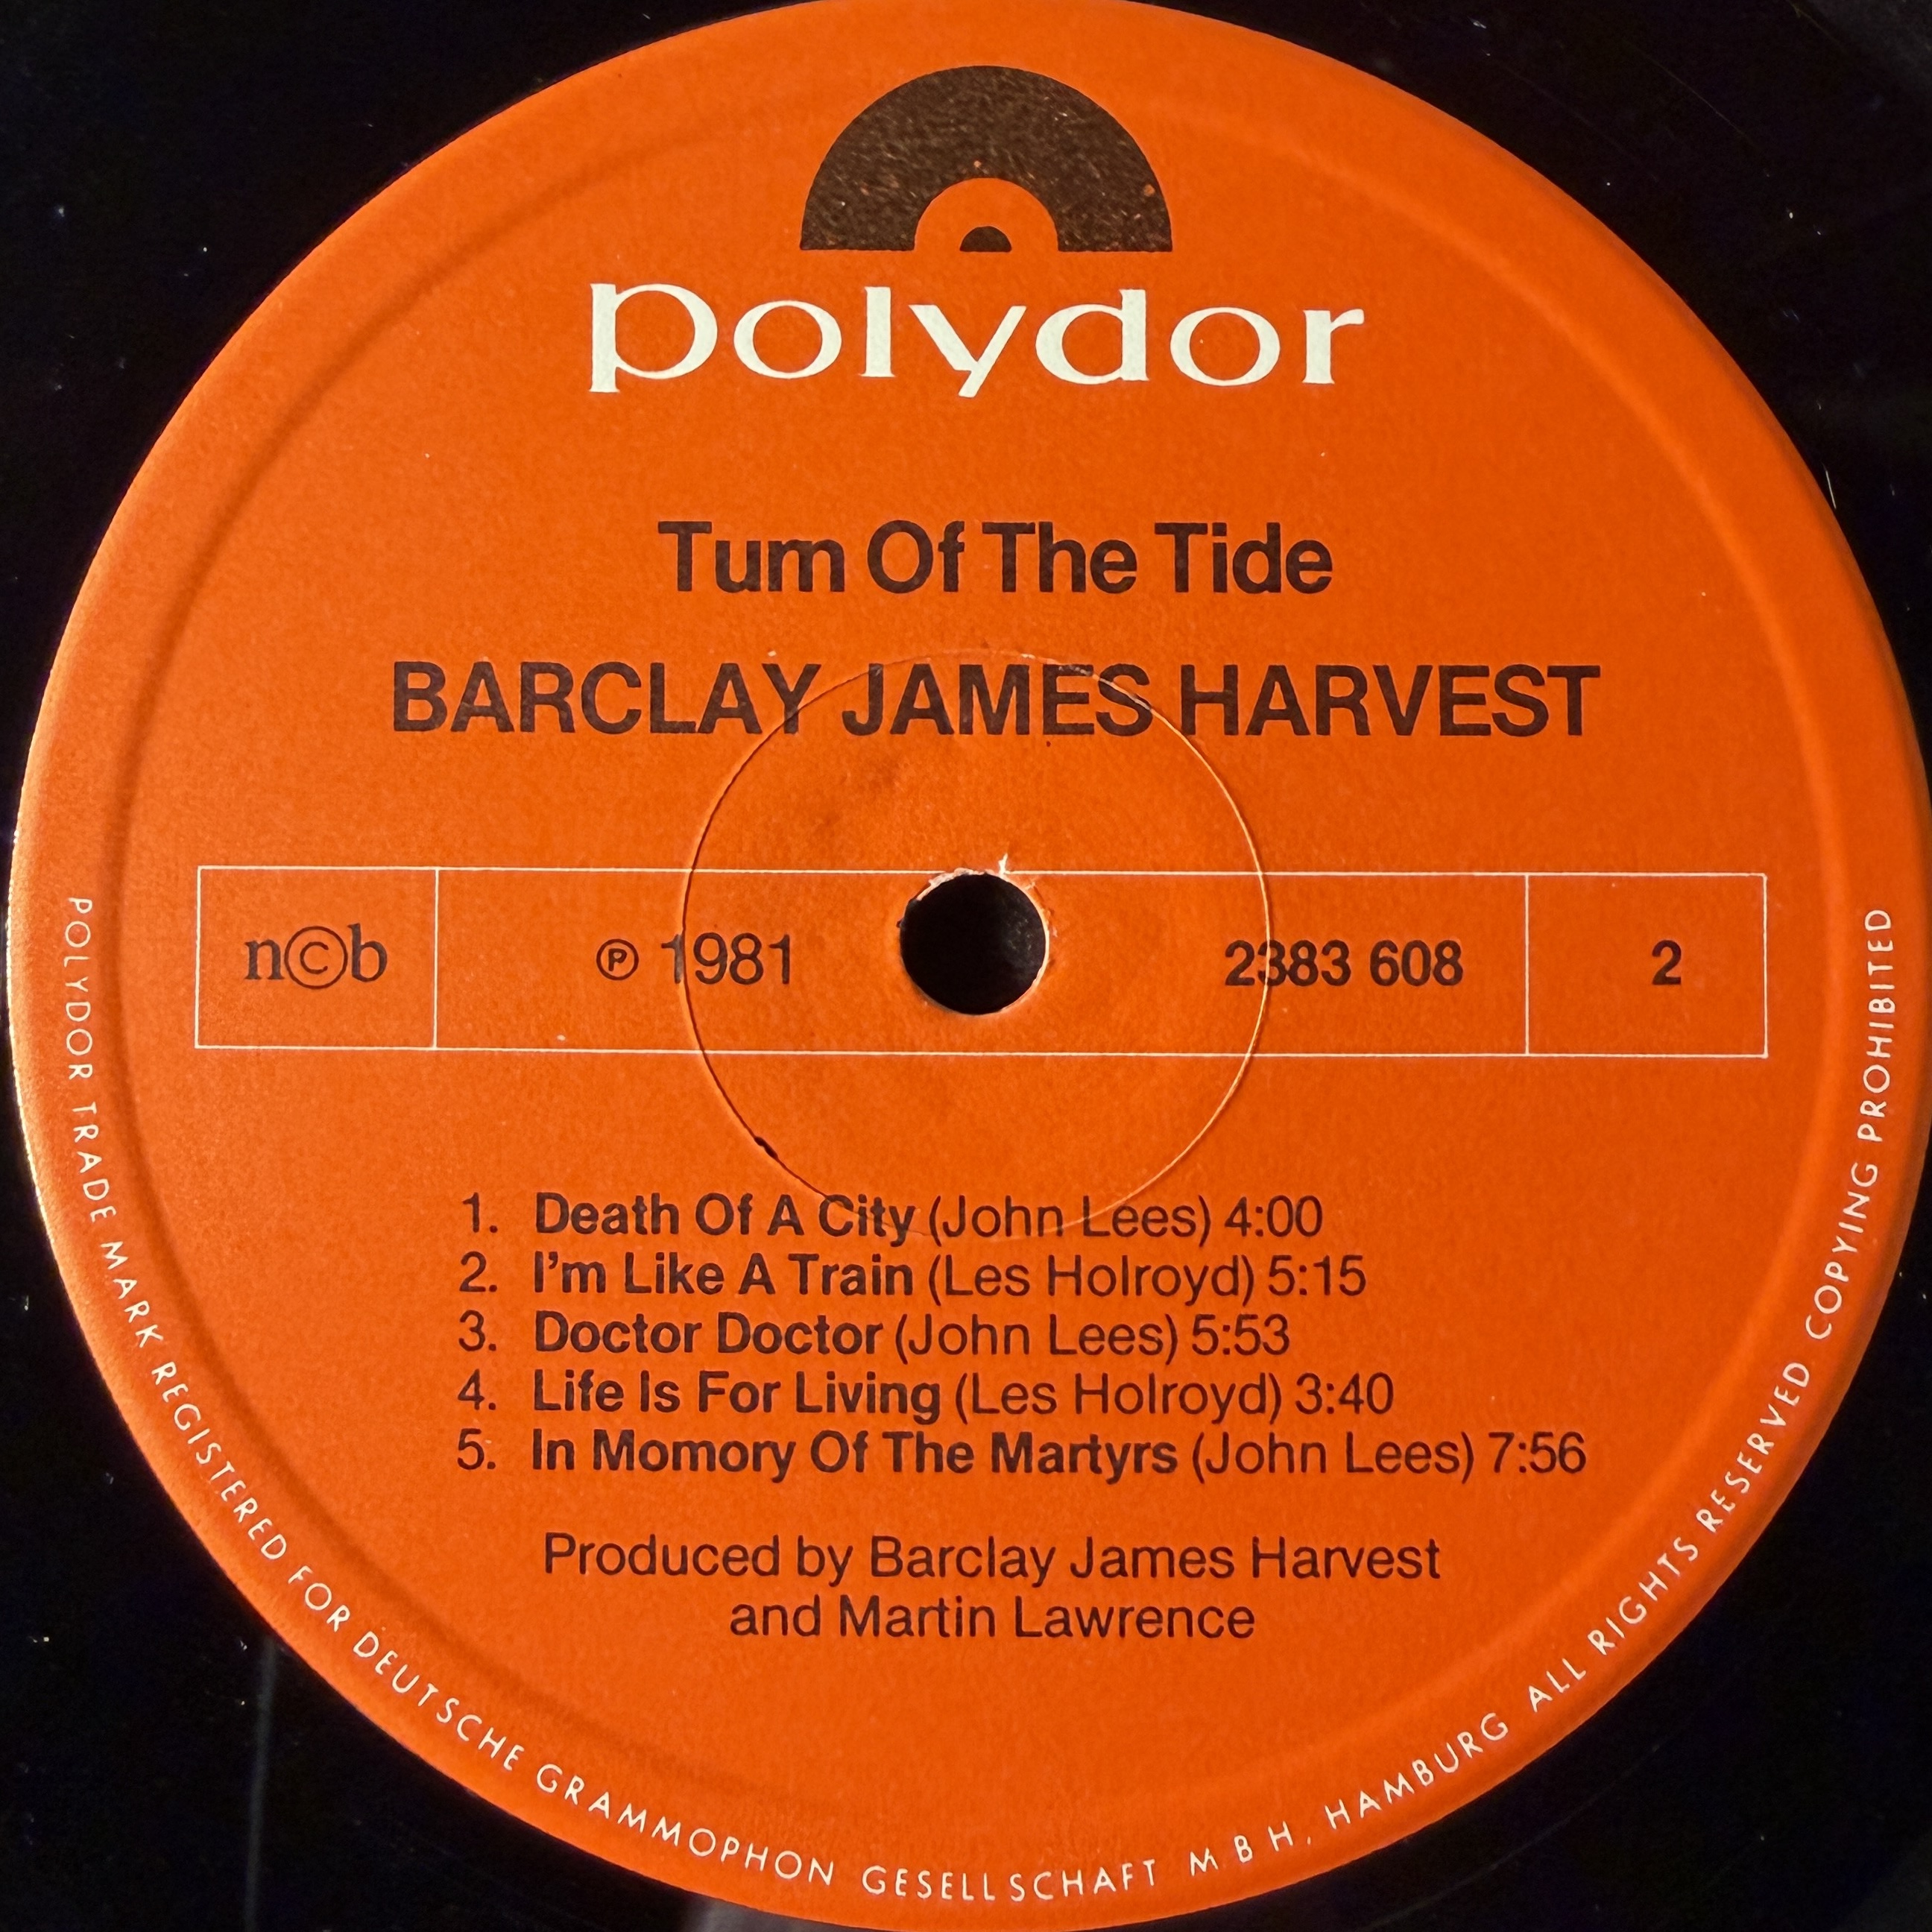 polydor
Turn Of The Tide
BARCLAY JAMES HARVEST
n©b ℗ 1981 2383 608 2
1. Death Of A City (John Lees) 4:00
2. I'm Like A Train (Les Holroyd) 5:15
3. Doctor Doctor (John Lees) 5:53
4. Life Is For Living (Les Holroyd) 3:40
5. In Momory Of The Martyrs (John Lees) 7:56
Produced by Barclay James Harvest
and Martin Lawrence
POLYDOR TRADE MARK REGISTERED FOR DEUTSCHE GRAMMOPHON GESELLSCHAFT M B H, HAMBURG ALL RIGHTS RESERVED COPYING PROHIBITED